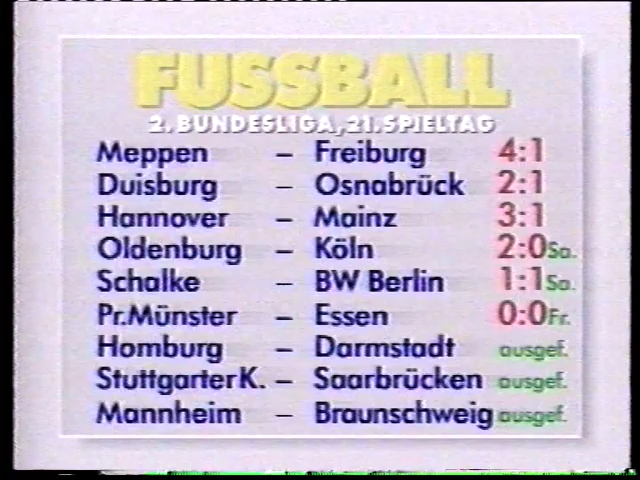 FUSSBALL
2. BUNDESLIGA, 21. SPIELTAG
Meppen – Freiburg 4:1
Duisburg – Osnabrück 2:1
Hannover – Mainz 3:1
Oldenburg – Köln 2:0 Sa.
Schalke – BW Berlin 1:1 Sa.
Pr. Münster – Essen 0:0 Fr.
Homburg – Darmstadt ausgef.
Stuttgarter K. – Saarbrücken ausgef.
Mannheim – Braunschweig ausgef.